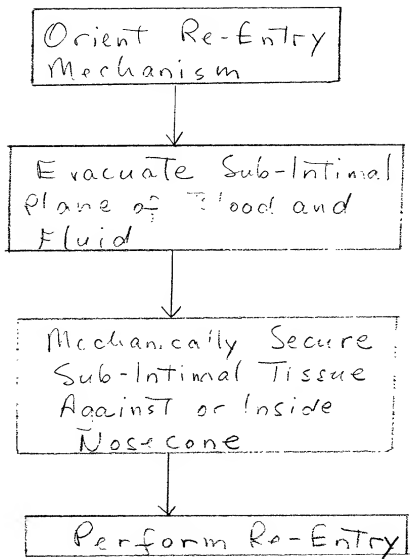 Orient Re-Entry
Mechanism
Evacuate Sub-Intimal
Plane of Blood and
Fluid
Mechanically Secure
Sub-Intimal Tissue
Against or Inside
Nosecone
Perform Re-Entry